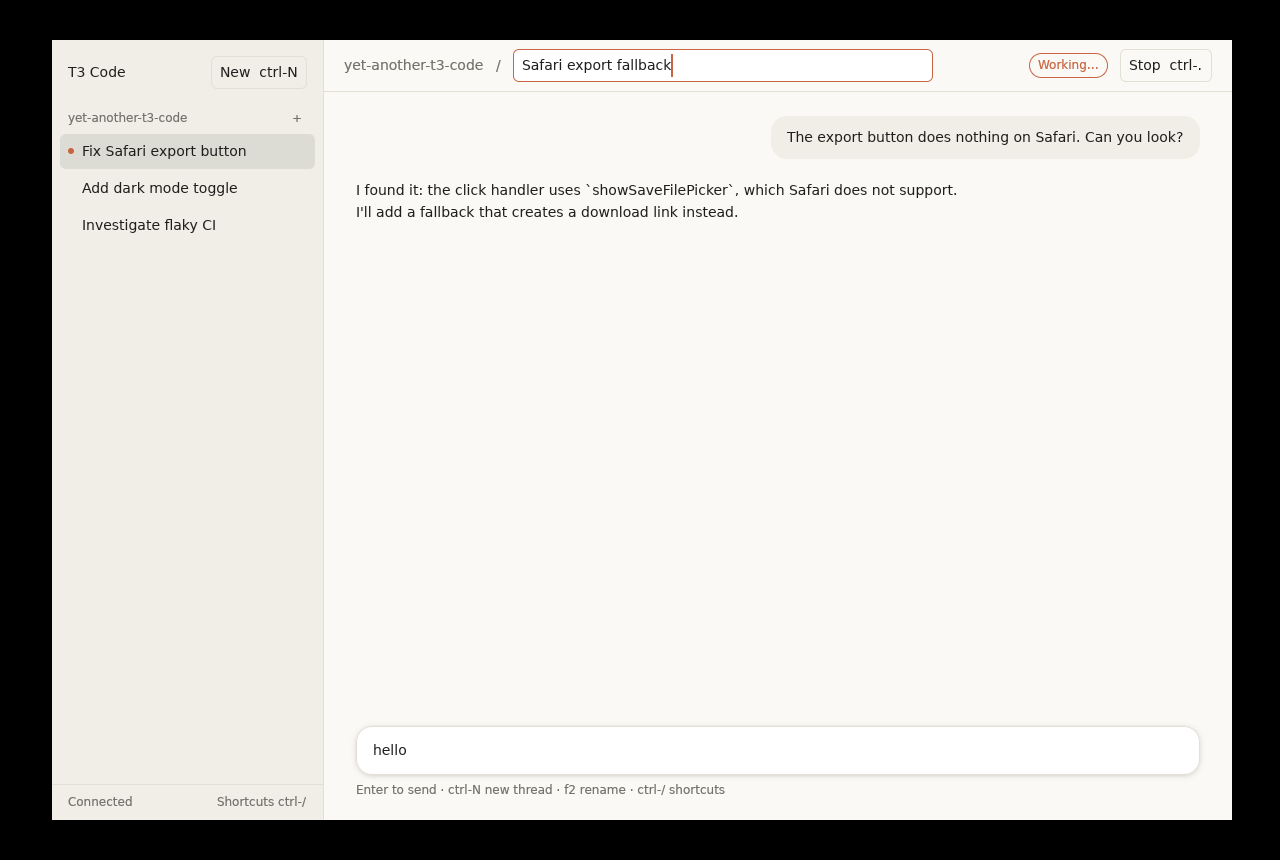 T3 Code
New ctrl-N
yet-another-t3-code +
Fix Safari export button
Add dark mode toggle
Investigate flaky CI
Connected
Shortcuts ctrl-/
yet-another-t3-code / Safari export fallback
Working...
Stop ctrl-.
The export button does nothing on Safari. Can you look?
I found it: the click handler uses `showSaveFilePicker`, which Safari does not support.
I'll add a fallback that creates a download link instead.
hello
Enter to send · ctrl-N new thread · f2 rename · ctrl-/ shortcuts